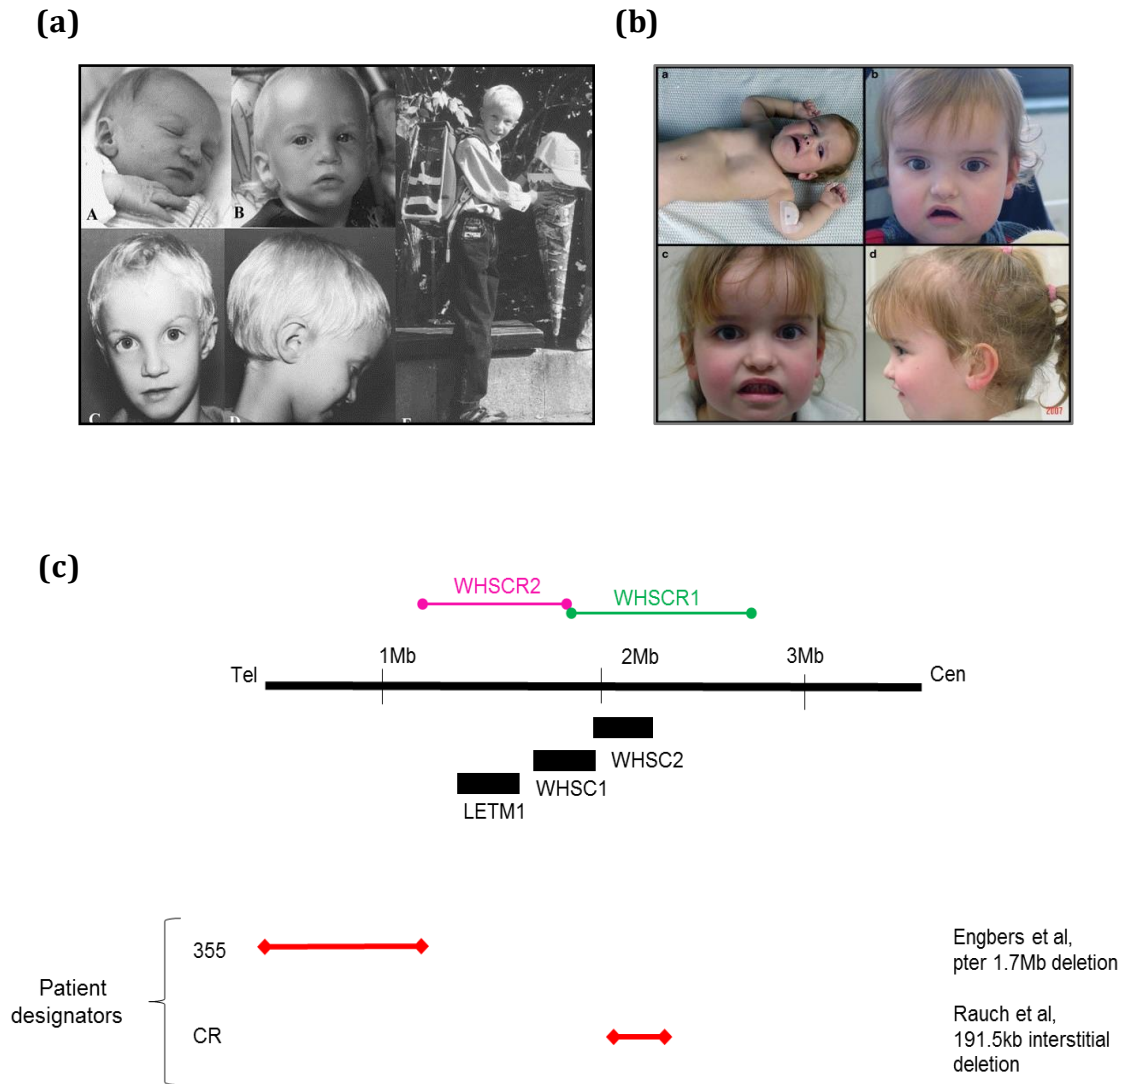 (a)
(b)
A
B
C
D
E
a
b
c
d
2007
(c)
WHSCR2
WHSCR1
1Mb
2Mb
3Mb
Tel
Cen
WHSC2
WHSC1
LETM1
Patient
designators
355
CR
Engbers et al,
pter 1.7Mb deletion
Rauch et al,
191.5kb interstitial
deletion